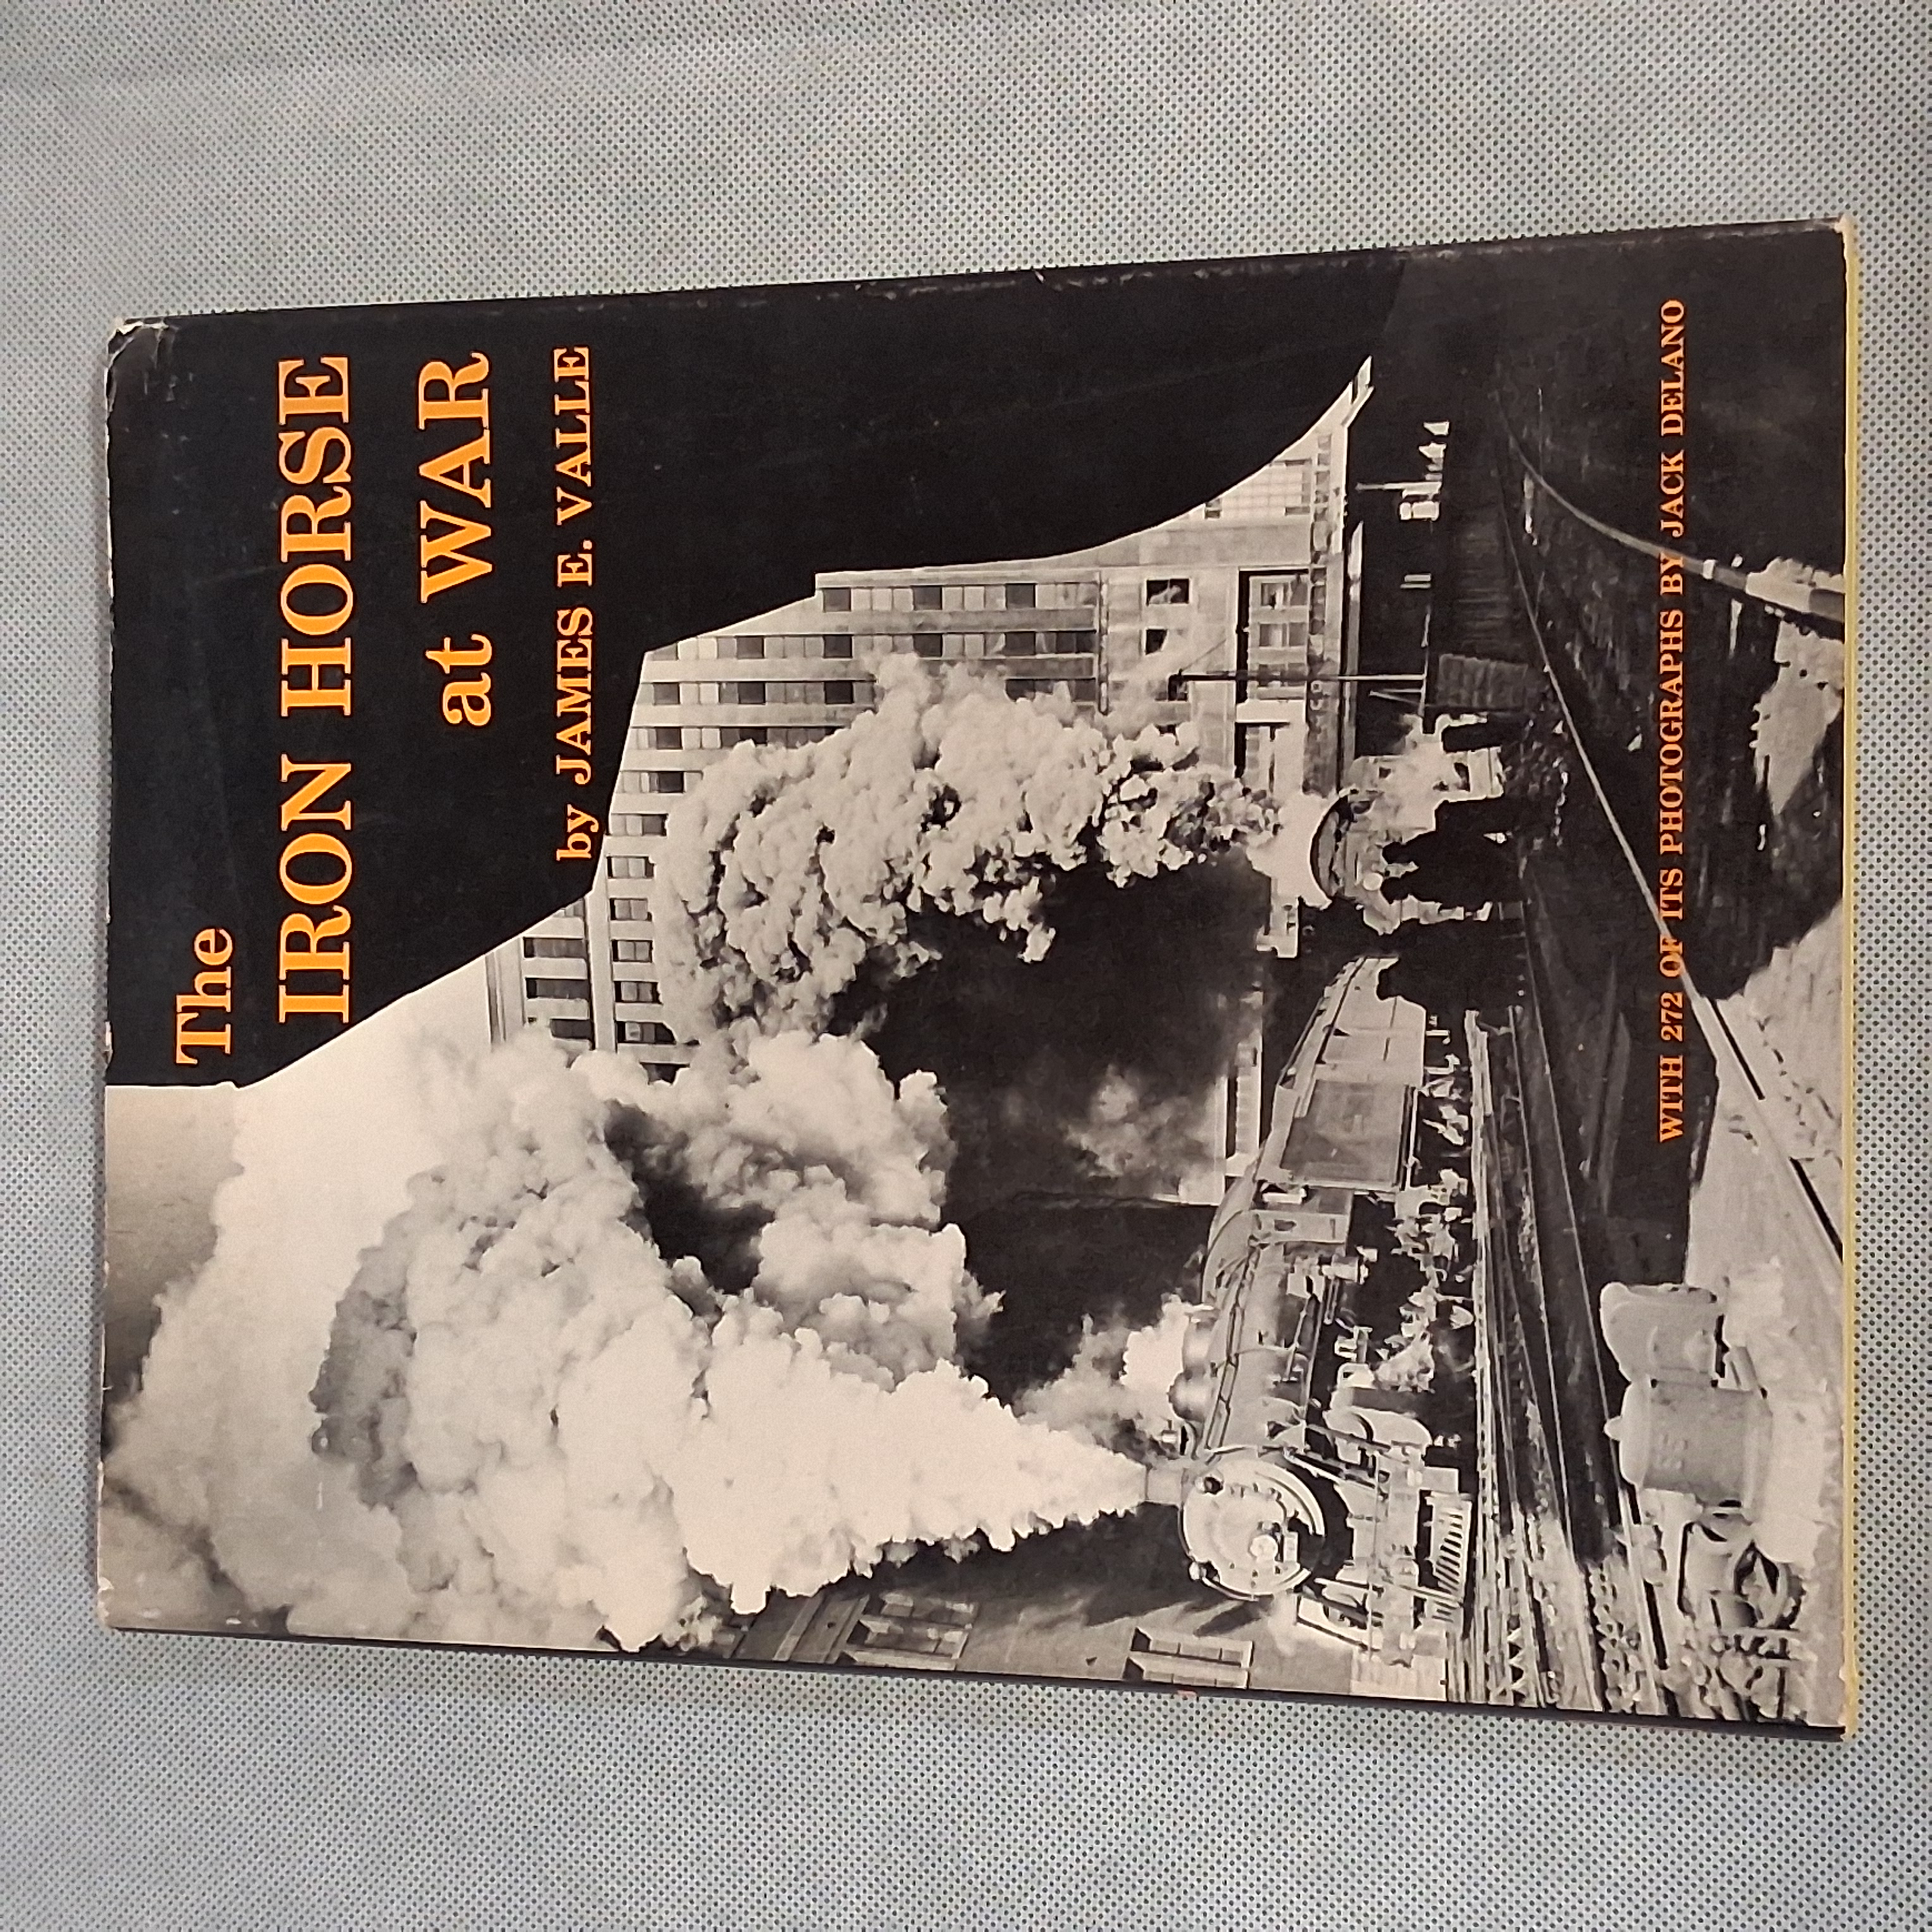 The
IRON HORSE
at WAR
by JAMES E. VALLE
WITH 272 OF ITS PHOTOGRAPHS BY JACK DELANO